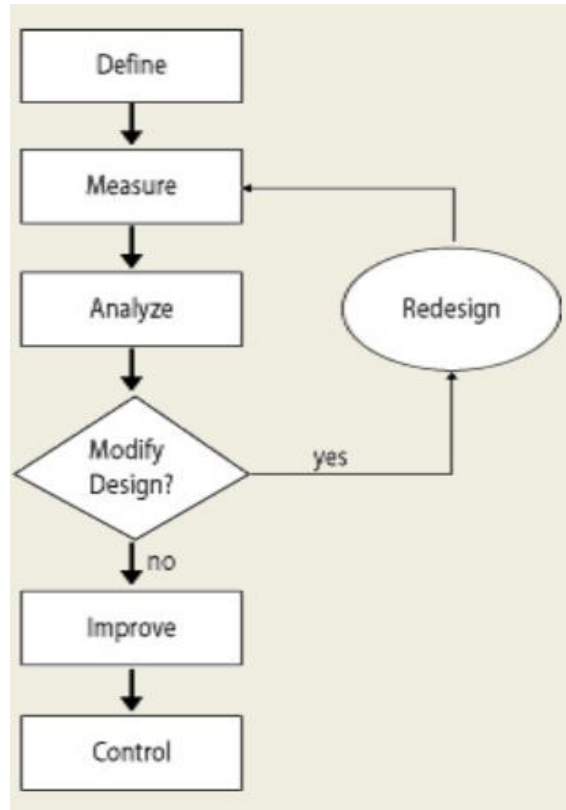 Define
Measure
Analyze
Redesign
Modify
Design?
yes
no
Improve
Control